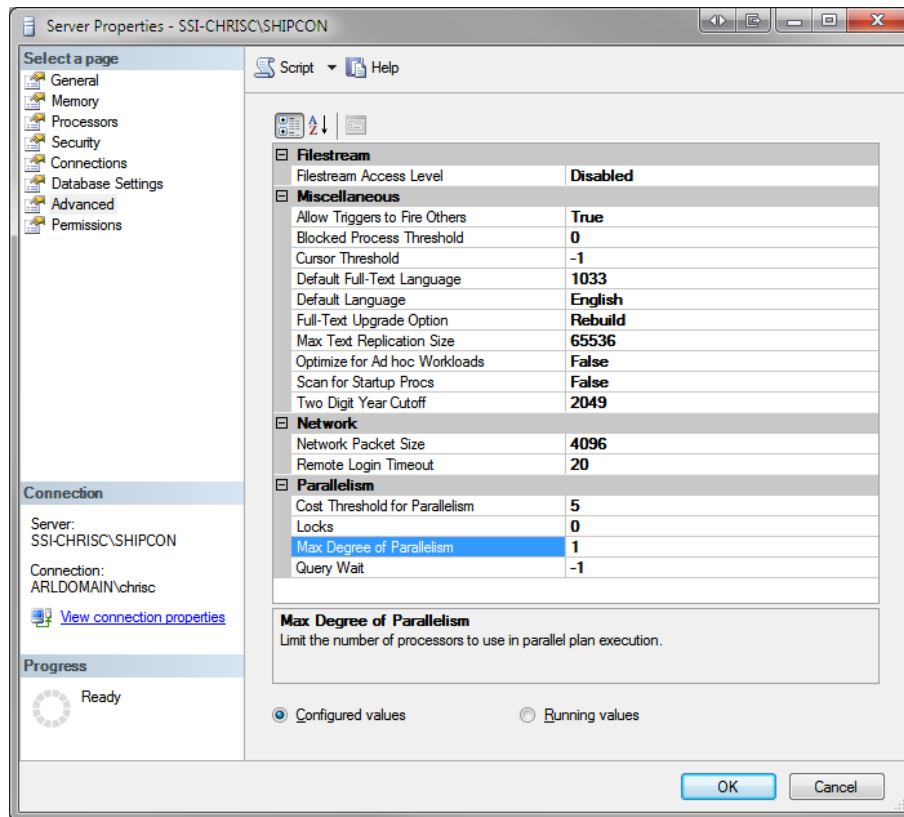 Server Properties - SSI-CHRISC\SHIPCON
Select a page
General
Memory
Processors
Security
Connections
Database Settings
Advanced
Permissions
Connection
Server:
SSI-CHRISC\SHIPCON
Connection:
ARLDOMAIN\chrisc
View connection properties
Progress
Ready
Script Help
A
Z
Filestream
Filestream Access Level Disabled
Miscellaneous
Allow Triggers to Fire Others True
Blocked Process Threshold 0
Cursor Threshold -1
Default Full-Text Language 1033
Default Language English
Full-Text Upgrade Option Rebuild
Max Text Replication Size 65536
Optimize for Ad hoc Workloads False
Scan for Startup Procs False
Two Digit Year Cutoff 2049
Network
Network Packet Size 4096
Remote Login Timeout 20
Parallelism
Cost Threshold for Parallelism 5
Locks 0
Max Degree of Parallelism 1
Query Wait -1
Max Degree of Parallelism
Limit the number of processors to use in parallel plan execution.
Configured values Running values
OK Cancel